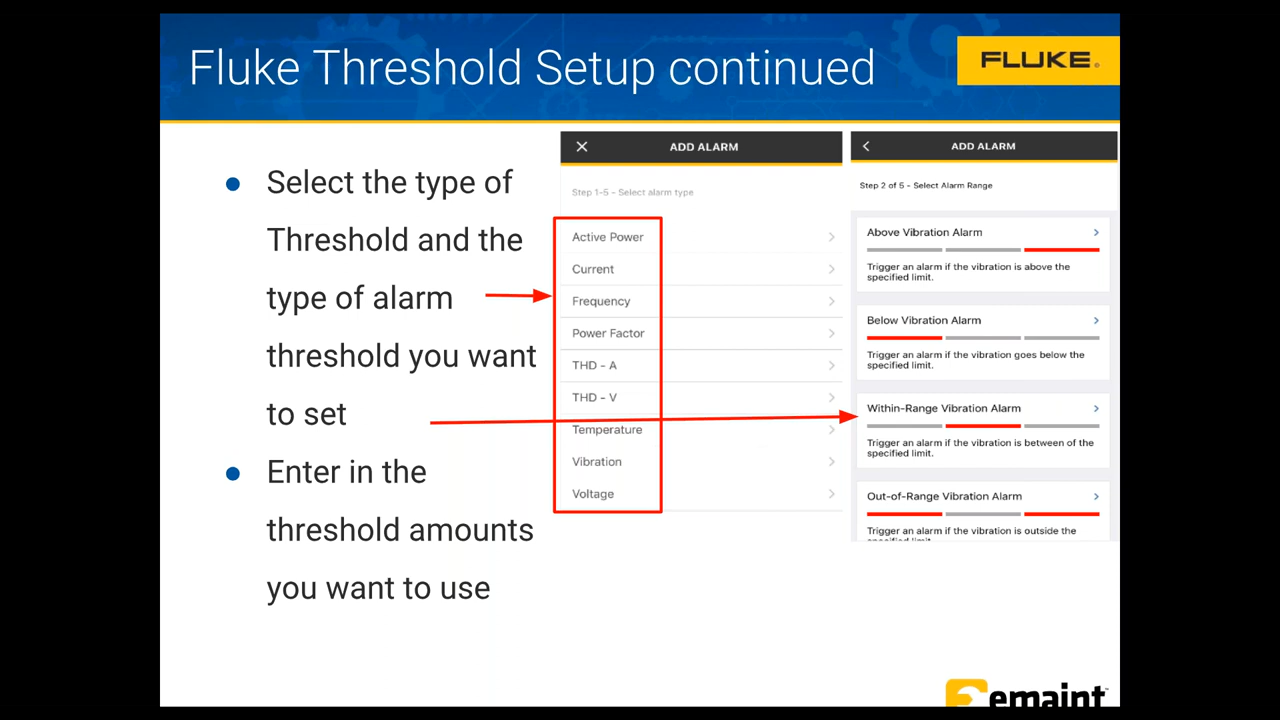 Fluke Threshold Setup continued
FLUKE®
● Select the type of
Threshold and the
type of alarm
threshold you want
to set
● Enter in the
threshold amounts
you want to use
ADD ALARM
Step 1-5 - Select alarm type
Active Power
Current
Frequency
Power Factor
THD - A
THD - V
Temperature
Vibration
Voltage
ADD ALARM
Step 2 of 5 - Select Alarm Range
Above Vibration Alarm
Trigger an alarm if the vibration is above the
specified limit.
Below Vibration Alarm
Trigger an alarm if the vibration goes below the
specified limit.
Within-Range Vibration Alarm
Trigger an alarm if the vibration is between of the
specified limit.
Out-of-Range Vibration Alarm
Trigger an alarm if the vibration is outside the
specified limit.
emaint™